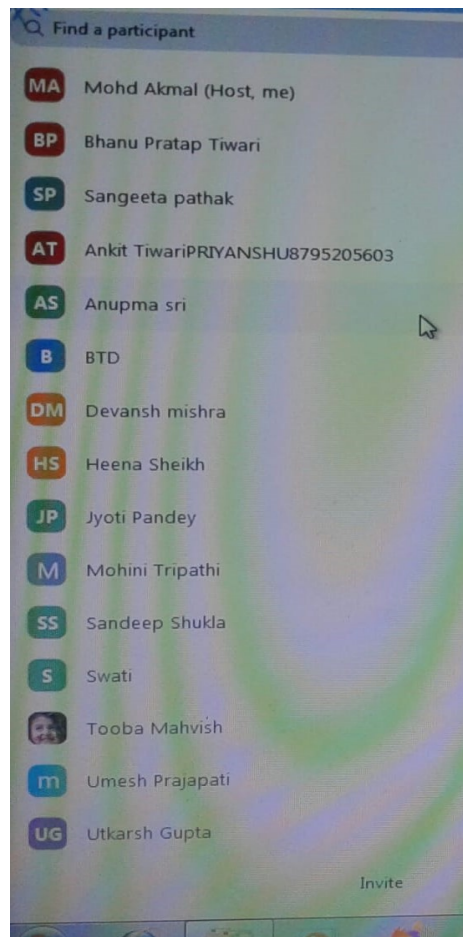 Find a participant
MA Mohd Akmal (Host, me)
BP Bhanu Pratap Tiwari
SP Sangeeta pathak
AT Ankit TiwariPRIYANSHU8795205603
AS Anupma sri
B BTD
DM Devansh mishra
HS Heena Sheikh
JP Jyoti Pandey
M Mohini Tripathi
SS Sandeep Shukla
S Swati
Tooba Mahvish
m Umesh Prajapati
UG Utkarsh Gupta
Invite